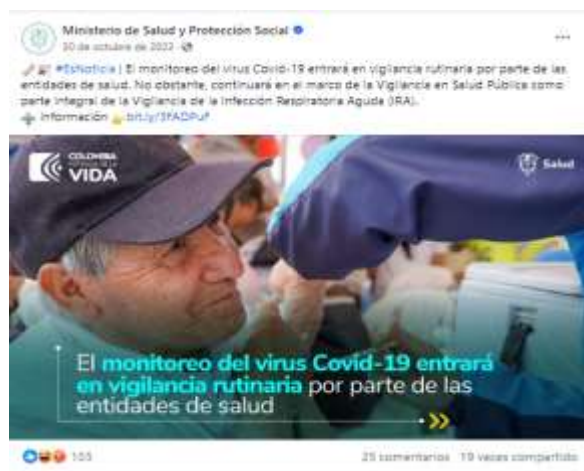 Ministerio de Salud y Protección Social
30 de octubre de 2022
#EsNoticia | El monitoreo del virus Covid-19 entrará en vigilancia rutinaria por parte de las
entidades de salud. No obstante, continuará en el marco de la Vigilancia en Salud Pública como
parte integral de la Vigilancia de la Infección Respiratoria Aguda (IRA).
Información bit.ly/3fADPuf
COLOMBIA
POTENCIA DE LA
VIDA
Salud
El monitoreo del virus Covid-19 entrará
en vigilancia rutinaria por parte de las
entidades de salud
103
25 comentarios 19 veces compartido